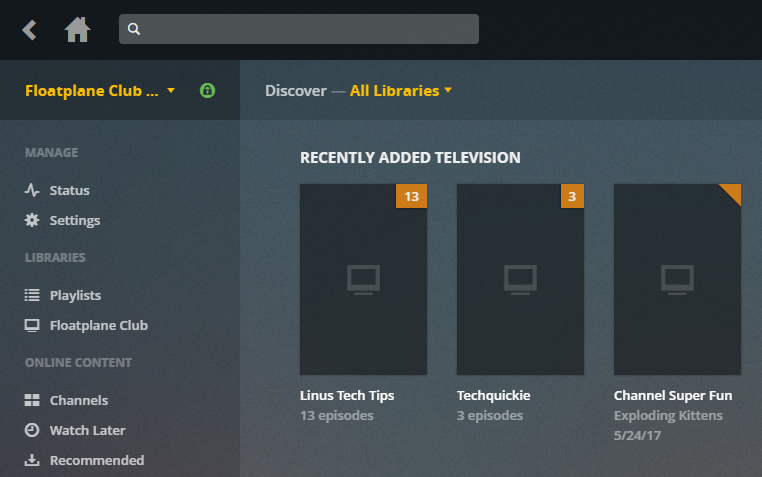 Floatplane Club ...
Discover — All Libraries
MANAGE
Status
Settings
LIBRARIES
Playlists
Floatplane Club
ONLINE CONTENT
Channels
Watch Later
Recommended
RECENTLY ADDED TELEVISION
13
Linus Tech Tips
13 episodes
3
Techquickie
3 episodes
Channel Super Fun
Exploding Kittens
5/24/17